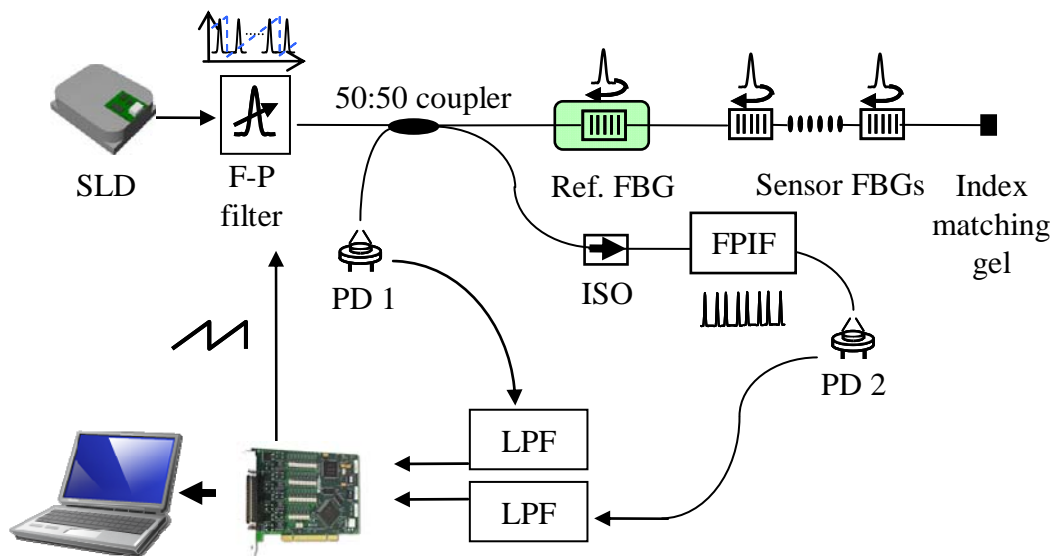 50:50 coupler
SLD
F-P
filter
Ref. FBG
Sensor FBGs
Index
matching
gel
PD 1
ISO
FPIF
PD 2
LPF
LPF